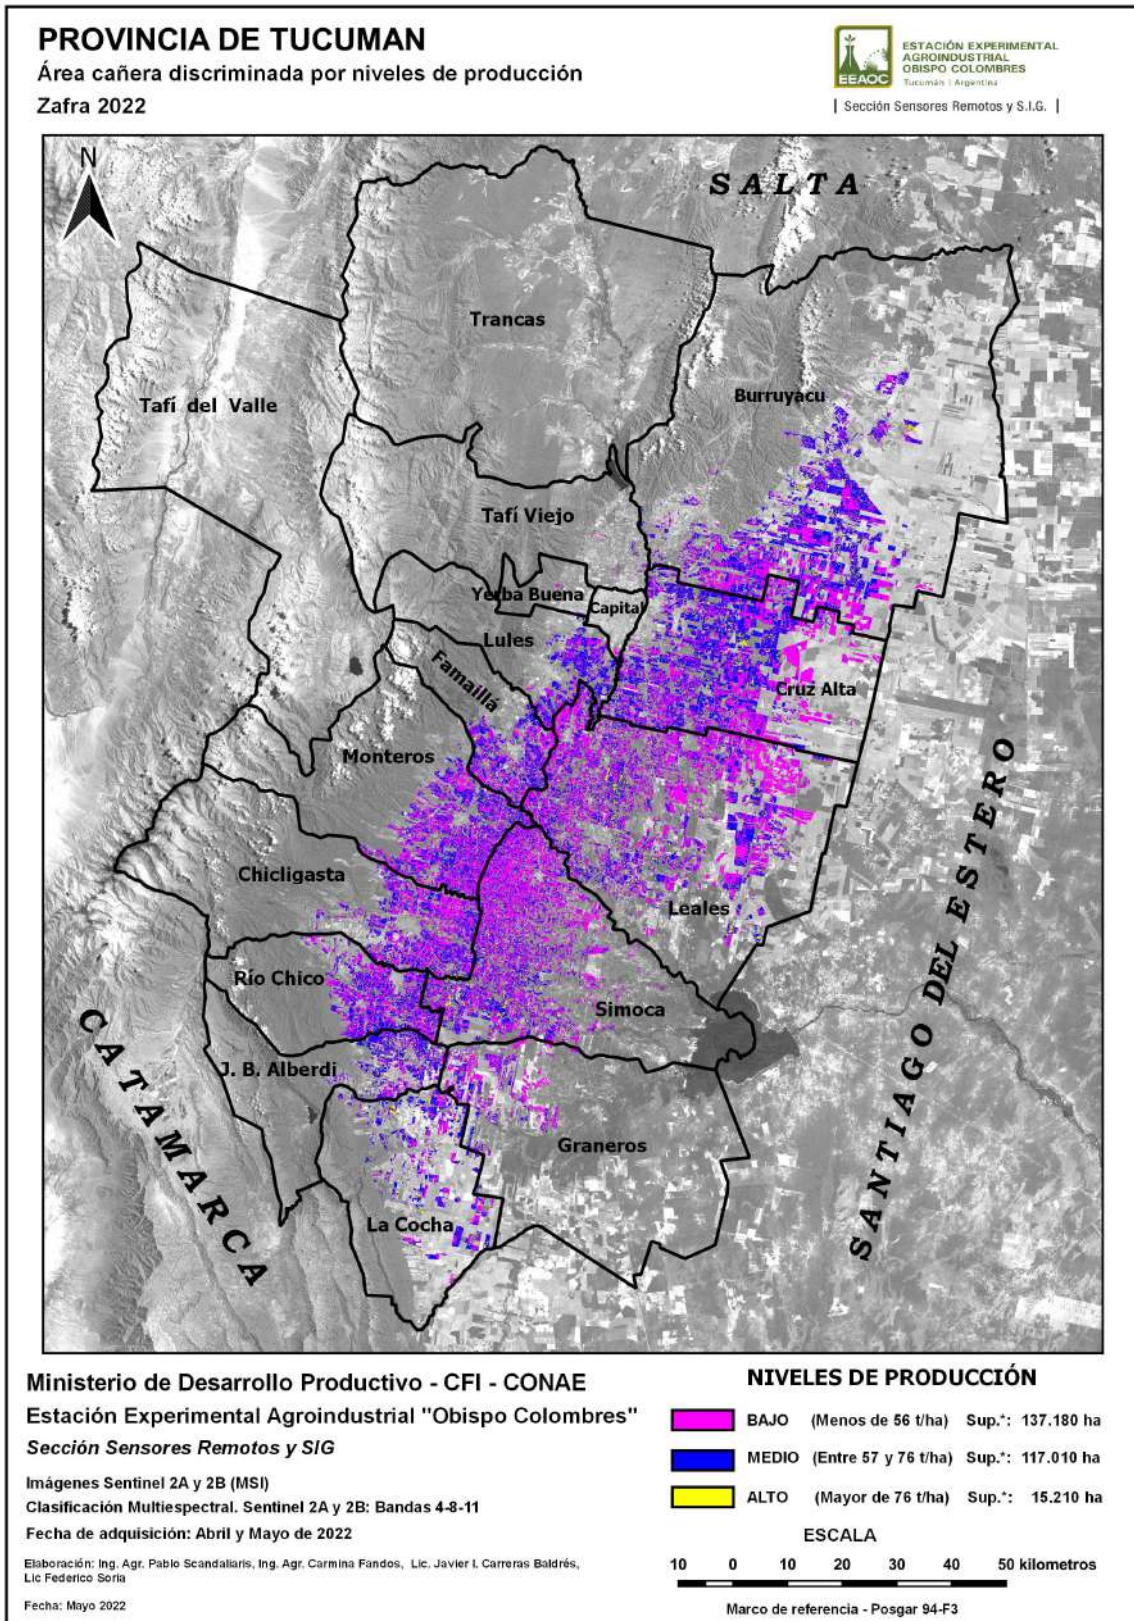 PROVINCIA DE TUCUMAN
Área cañera discriminada por niveles de producción
Zafra 2022
EEAOC
ESTACIÓN EXPERIMENTAL
AGROINDUSTRIAL
OBISPO COLOMBRES
Tucumán | Argentina
| Sección Sensores Remotos y S.I.G. |
N
SALTA
Trancas
Burruyacu
Tafí del Valle
Tafí Viejo
Yerba Buena
Capital
Lules
Famaillá
Cruz Alta
Monteros
Chicligasta
Leales
Río Chico
Simoca
J. B. Alberdi
Graneros
La Cocha
CATAMARCA
SANTIAGO DEL ESTERO
Ministerio de Desarrollo Productivo - CFI - CONAE
Estación Experimental Agroindustrial "Obispo Colombres"
Sección Sensores Remotos y SIG
Imágenes Sentinel 2A y 2B (MSI)
Clasificación Multiespectral. Sentinel 2A y 2B: Bandas 4-8-11
Fecha de adquisición: Abril y Mayo de 2022
Elaboración: Ing. Agr. Pablo Scandaliaris, Ing. Agr. Carmina Fandos, Lic. Javier I. Carreras Baldrés,
Lic Federico Soria
Fecha: Mayo 2022
NIVELES DE PRODUCCIÓN
BAJO (Menos de 56 t/ha) Sup.*: 137.180 ha
MEDIO (Entre 57 y 76 t/ha) Sup.*: 117.010 ha
ALTO (Mayor de 76 t/ha) Sup.*: 15.210 ha
ESCALA
10 0 10 20 30 40 50 kilometros
Marco de referencia - Posgar 94-F3